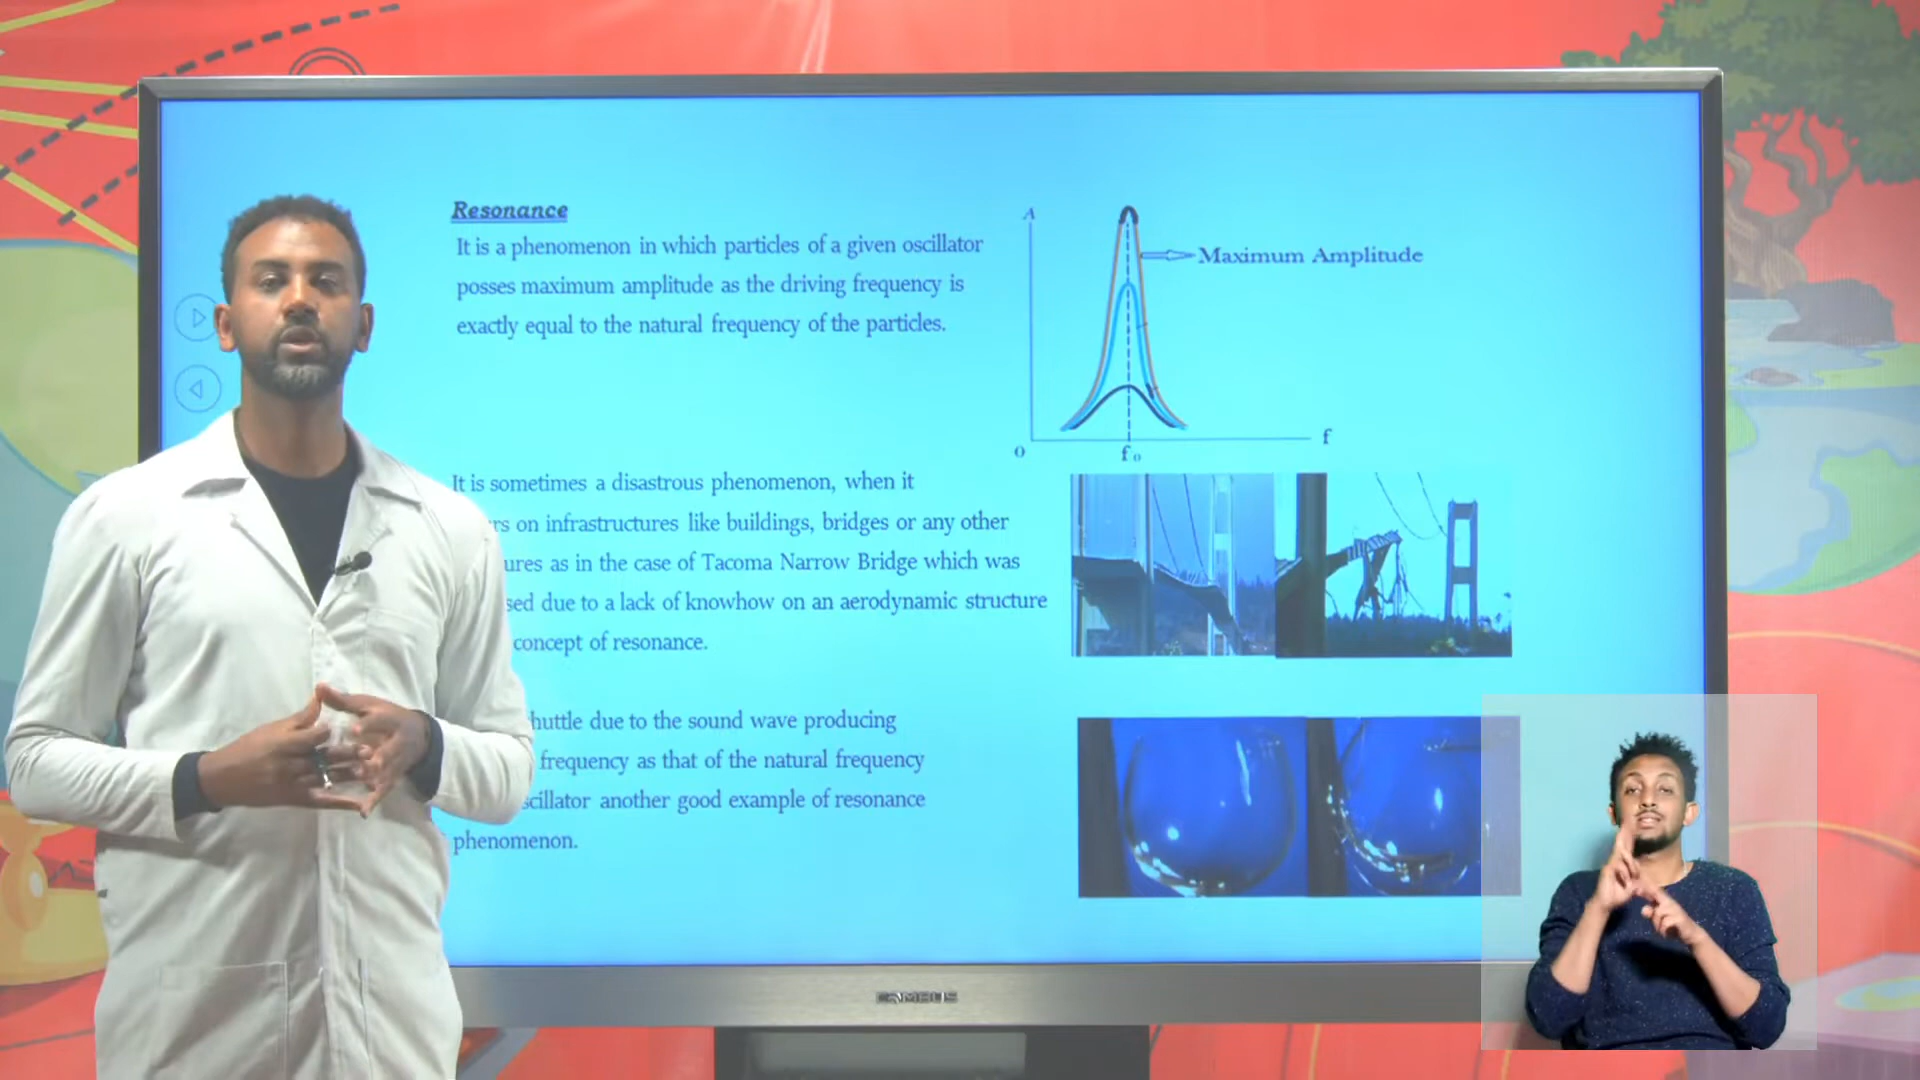 Resonance
It is a phenomenon in which particles of a given oscillator
posses maximum amplitude as the driving frequency is
exactly equal to the natural frequency of the particles.
A
Maximum Amplitude
f
0
f₀
It is sometimes a disastrous phenomenon, when it
rs on infrastructures like buildings, bridges or any other
ures as in the case of Tacoma Narrow Bridge which was
sed due to a lack of knowhow on an aerodynamic structure
concept of resonance.
huttle due to the sound wave producing
frequency as that of the natural frequency
scillator another good example of resonance
phenomenon.